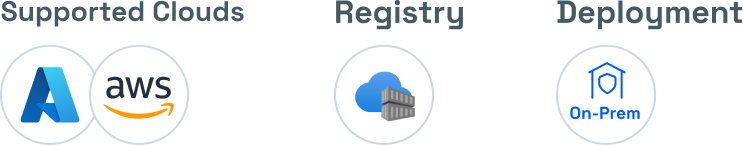 Supported Clouds
Registry
Deployment
aws
On-Prem